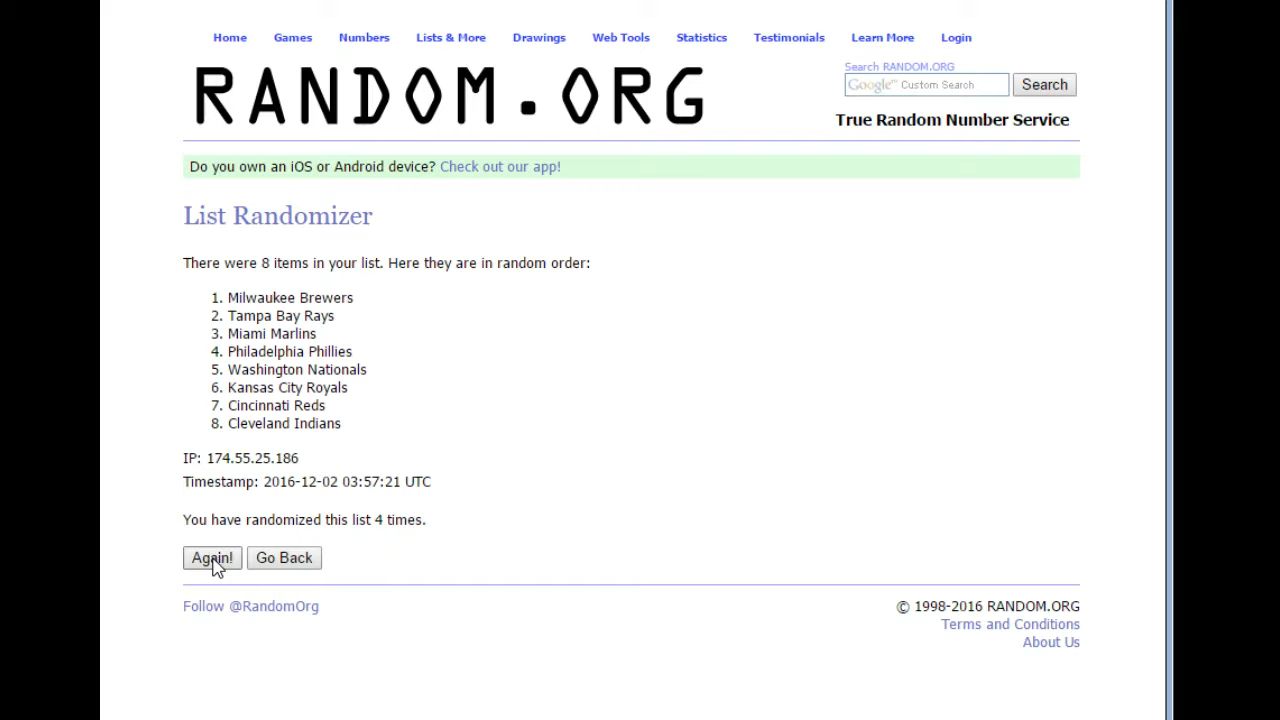 Home Games Numbers Lists & More Drawings Web Tools Statistics Testimonials Learn More Login
RANDOM.ORG
Search RANDOM.ORG
Google™ Custom Search Search
True Random Number Service
Do you own an iOS or Android device? Check out our app!
List Randomizer
There were 8 items in your list. Here they are in random order:
1. Milwaukee Brewers
2. Tampa Bay Rays
3. Miami Marlins
4. Philadelphia Phillies
5. Washington Nationals
6. Kansas City Royals
7. Cincinnati Reds
8. Cleveland Indians
IP: 174.55.25.186
Timestamp: 2016-12-02 03:57:21 UTC
You have randomized this list 4 times.
Again! Go Back
Follow @RandomOrg
© 1998-2016 RANDOM.ORG
Terms and Conditions
About Us